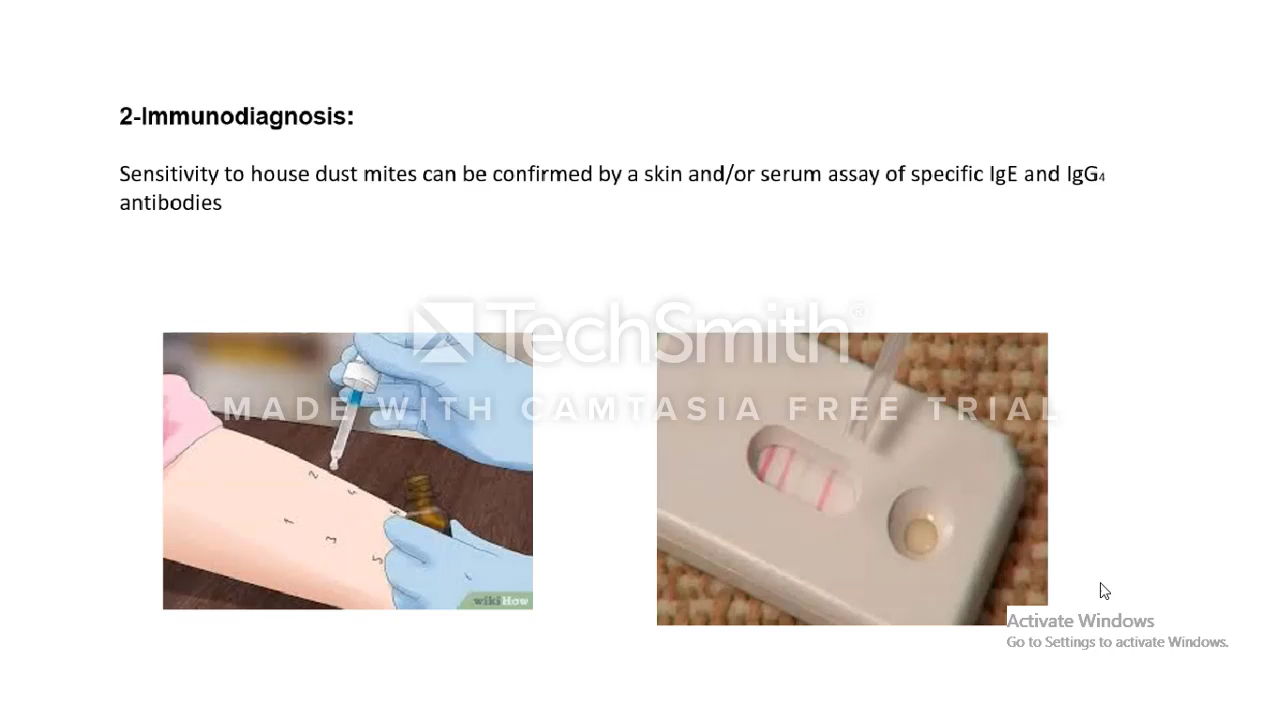 2-Immunodiagnosis:
Sensitivity to house dust mites can be confirmed by a skin and/or serum assay of specific IgE and IgG₄
antibodies
TechSmith®
MADE WITH CAMTASIA FREE TRIAL
2
4
1
3
6
5
wikiHow
Activate Windows
Go to Settings to activate Windows.